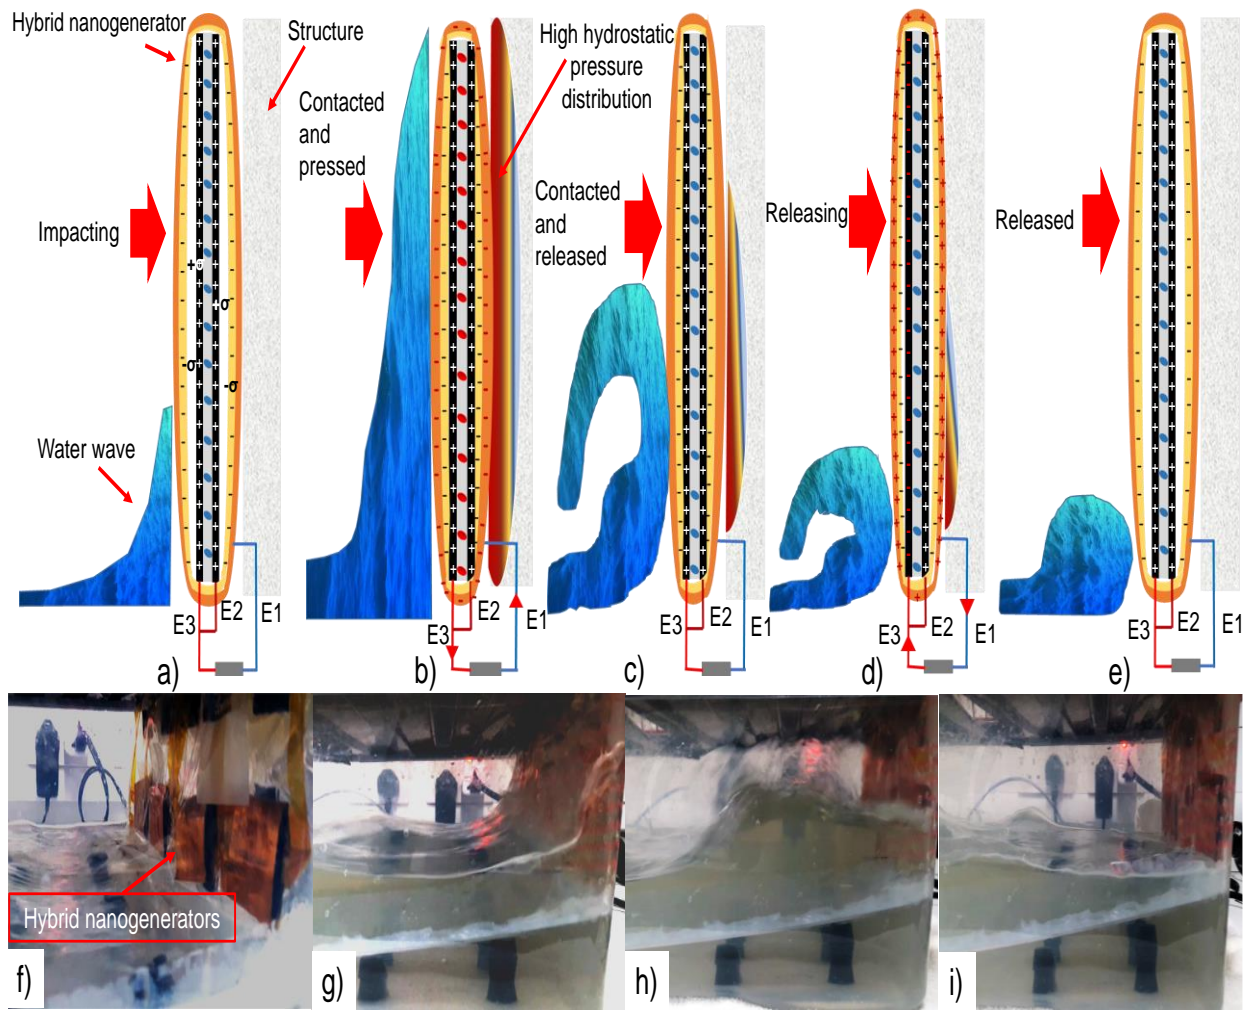 Hybrid nanogenerator
Structure
Impacting
+σ
+σ
-σ
-σ
Water wave
E3
E2
E1
a)
Contacted
and
pressed
High hydrostatic
pressure
distribution
E3
E2
E1
b)
Contacted
and
released
E3
E2
E1
c)
Releasing
E3
E2
E1
d)
Released
E3
E2
E1
e)
Hybrid nanogenerators
f)
g)
h)
i)